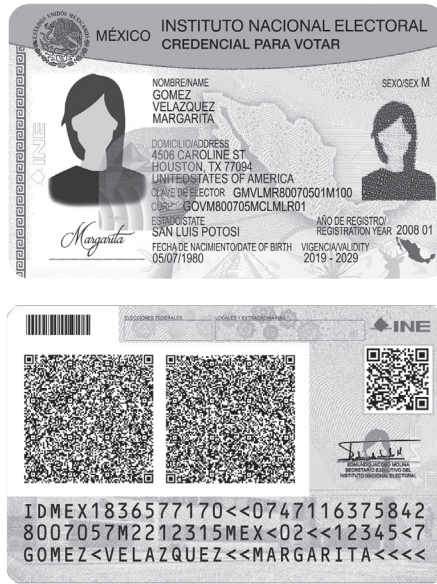 MÉXICO
INSTITUTO NACIONAL ELECTORAL
CREDENCIAL PARA VOTAR
NOMBRE/NAME
GOMEZ
VELAZQUEZ
MARGARITA
SEXO/SEX M
DOMICILIO/ADDRESS
4506 CAROLINE ST
HOUSTON, TX 77094
UNITEDSTATES OF AMERICA
CLAVE DE ELECTOR GMVLMR80070501M100
CURP GOVM800705MCLMLR01
ESTADO/STATE
SAN LUIS POTOSI
AÑO DE REGISTRO/
REGISTRATION YEAR 2008 01
FECHA DE NACIMIENTO/DATE OF BIRTH
05/07/1980
VIGENCIA/VALIDITY
2019 - 2029
INE
Margarita
ELECCIONES FEDERALES
LOCALES Y EXTRAORDINARIAS
INE
EDMUNDO JACOBO MOLINA
SECRETARIO EJECUTIVO DEL
INSTITUTO NACIONAL ELECTORAL
IDMEX1836577170<<0747116375842
8007057M2212315MEX<02<<12345<7
GOMEZ<VELAZQUEZ<<MARGARITA<<<<